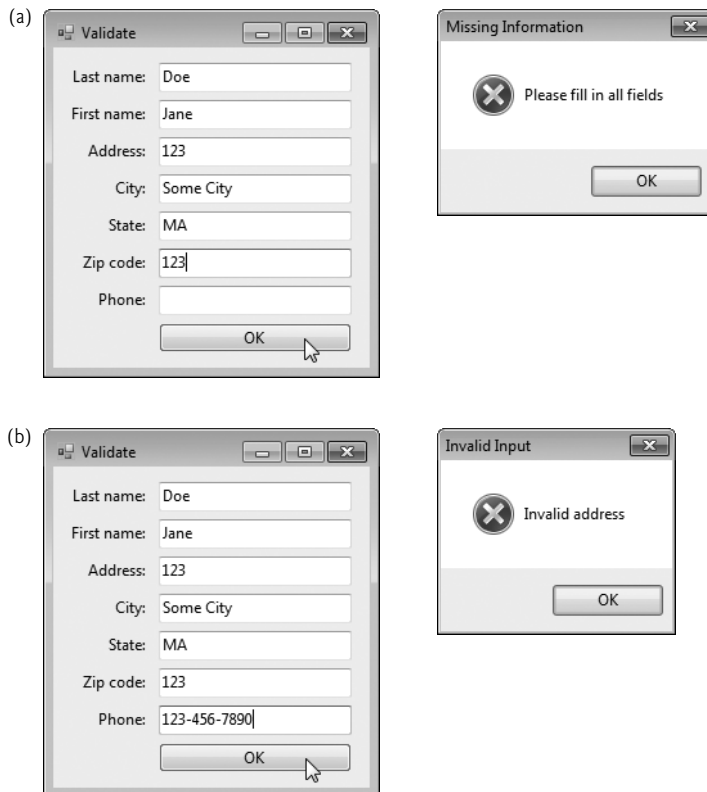 (a)
Validate
Last name: Doe
First name: Jane
Address: 123
City: Some City
State: MA
Zip code: 123
Phone:
OK
Missing Information
Please fill in all fields
OK
(b)
Validate
Last name: Doe
First name: Jane
Address: 123
City: Some City
State: MA
Zip code: 123
Phone: 123-456-7890
OK
Invalid Input
Invalid address
OK